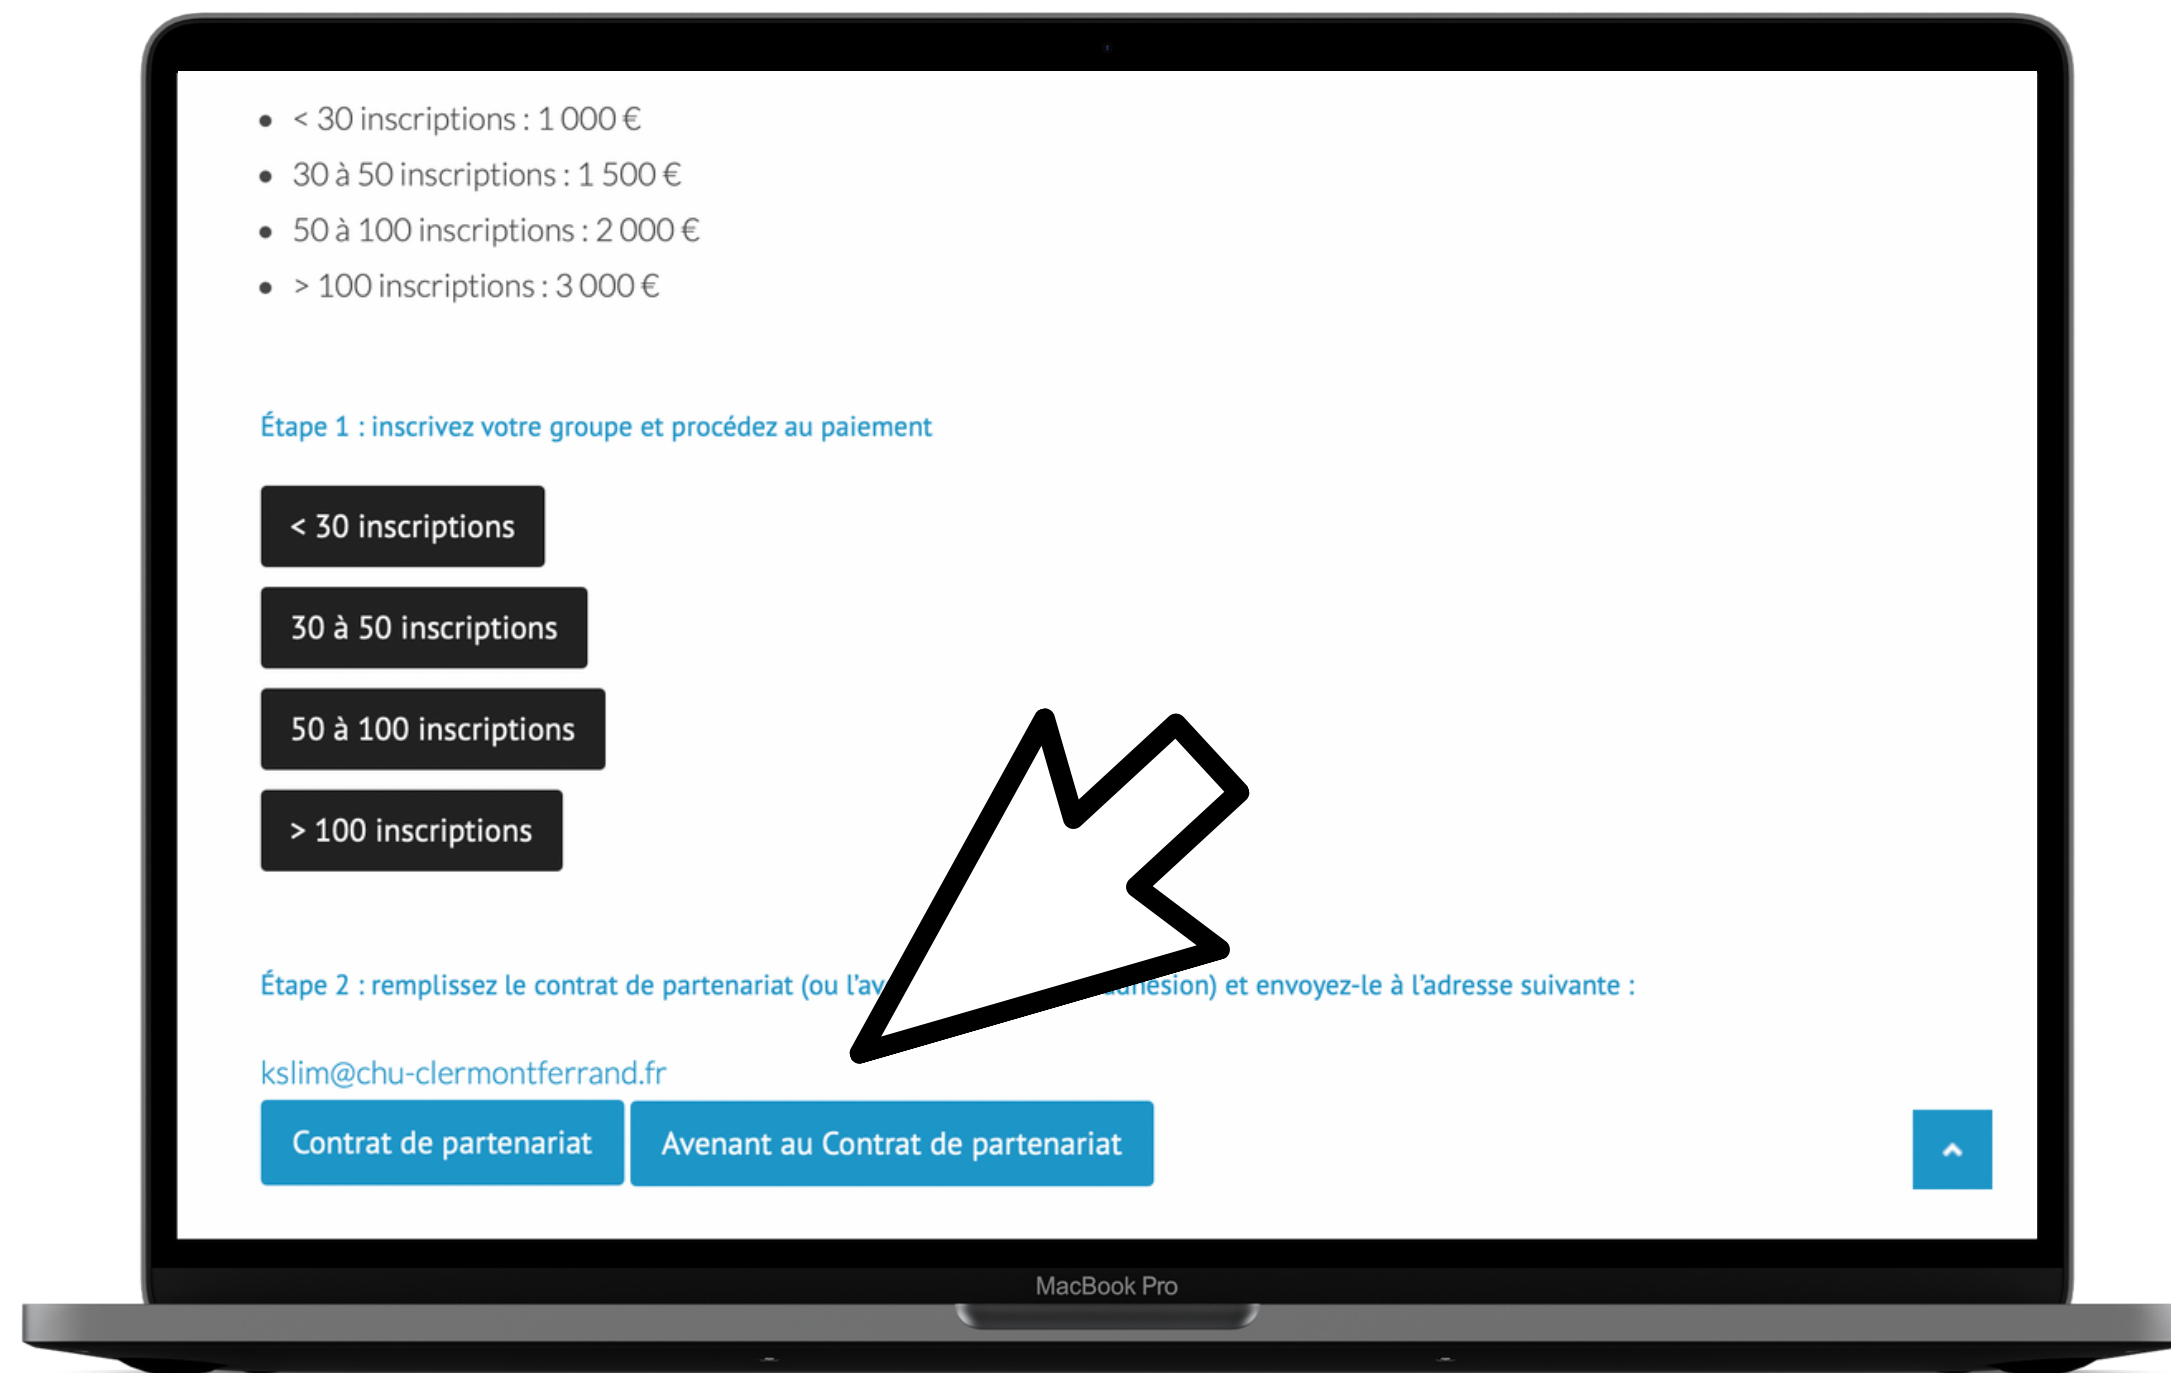 < 30 inscriptions : 1 000 €
30 à 50 inscriptions : 1 500 €
50 à 100 inscriptions : 2 000 €
> 100 inscriptions : 3 000 €
Étape 1 : inscrivez votre groupe et procédez au paiement
< 30 inscriptions
30 à 50 inscriptions
50 à 100 inscriptions
> 100 inscriptions
Étape 2 : remplissez le contrat de partenariat (ou et envoyez-le à l'adresse suivante :
kslim@chu-clermontferrand.fr
Contrat de partenariat Avenant au Contrat de partenariat
MacBook Pro